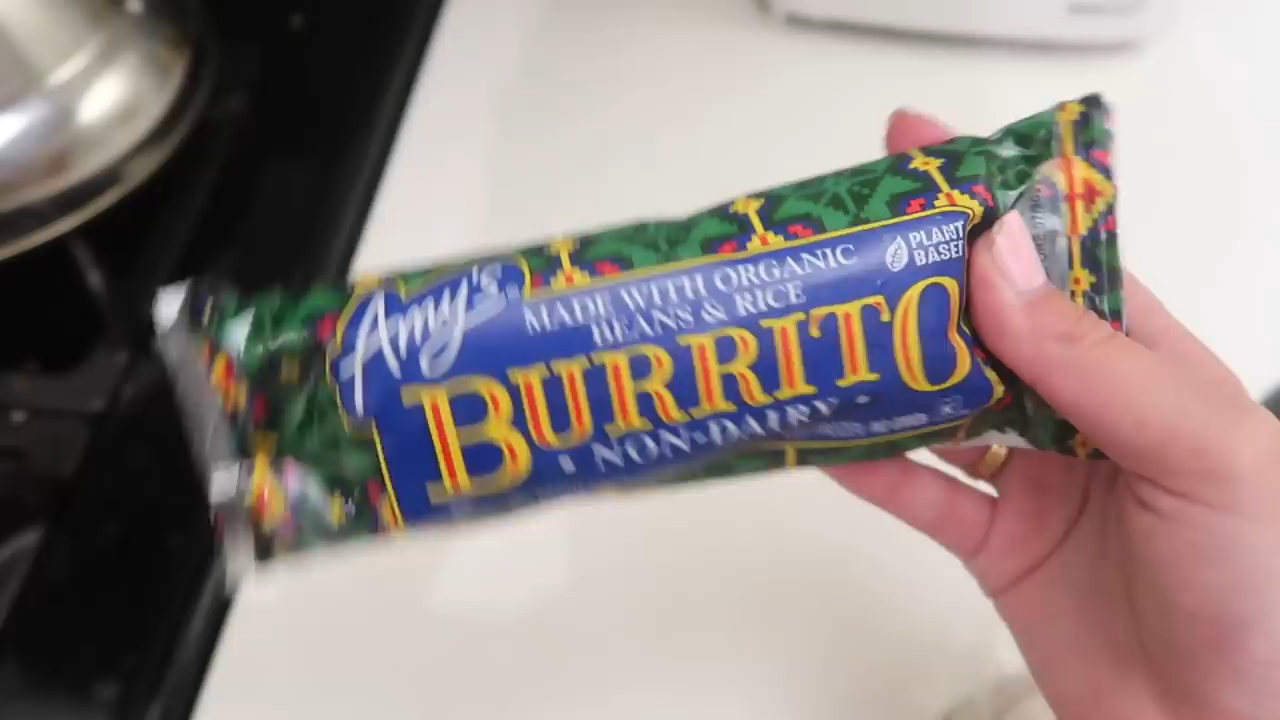 Amy's
MADE WITH ORGANIC
BEANS & RICE
PLANT
BASED
BURRITO
NON-DAIRY